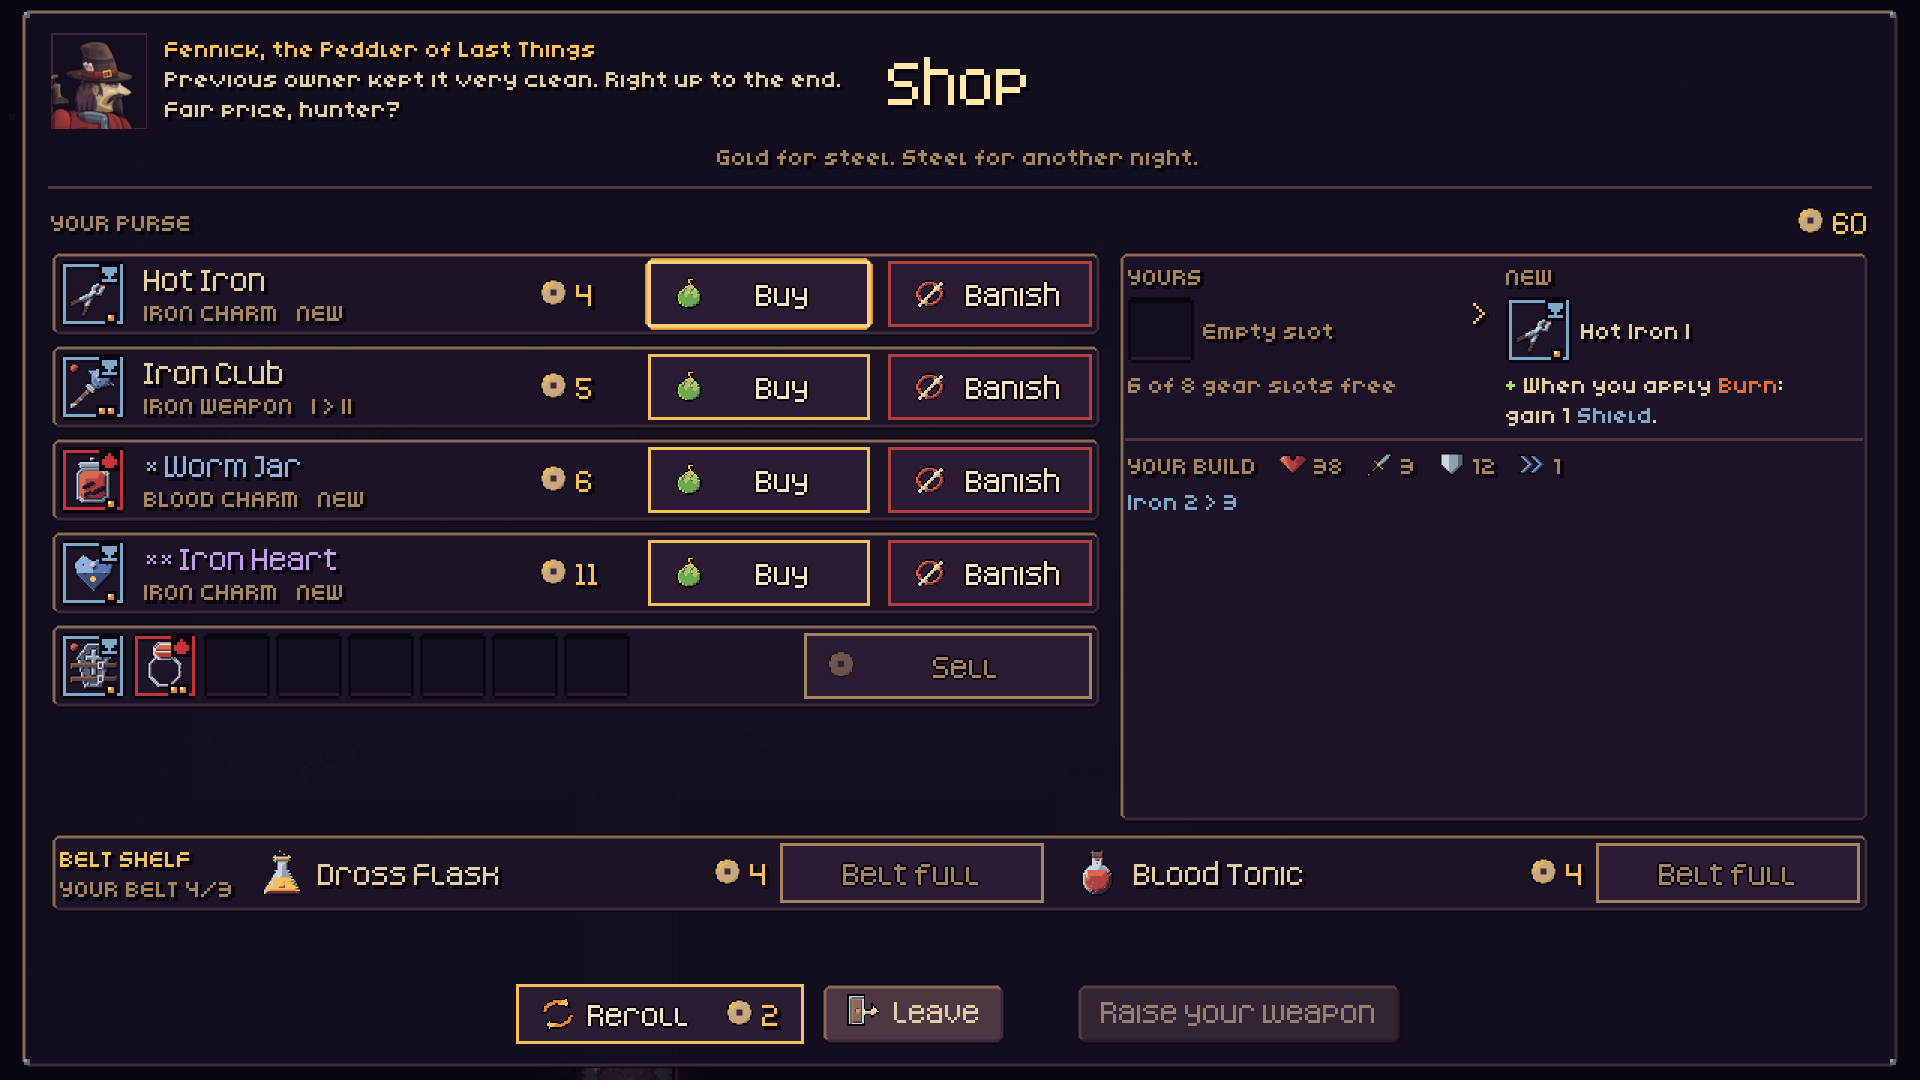 Fennick, the Peddler of Last Things
Previous owner kept it very clean. Right up to the end.
Fair price, hunter?
Shop
Gold for steel. Steel for another night.
YOUR PURSE
60
Hot Iron
IRON CHARM NEW
4
Buy
Banish
Iron Club
IRON WEAPON I > II
5
Buy
Banish
* Worm Jar
BLOOD CHARM NEW
6
Buy
Banish
** Iron Heart
IRON CHARM NEW
11
Buy
Banish
Sell
YOURS
NEW
Empty slot
>
Hot Iron I
6 of 8 gear slots free
+ When you apply Burn:
gain 1 Shield.
YOUR BUILD 38 3 12 1
Iron 2 > 3
BELT SHELF
YOUR BELT 4/3
Dross Flask
4
Belt full
Blood Tonic
4
Belt full
Reroll 2
Leave
Raise your weapon